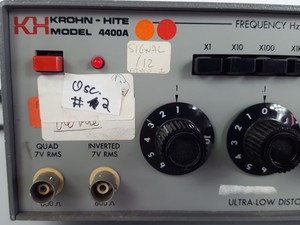 KH KROHN-HITE
MODEL 4400A
FREQUENCY Hz
SIGNAL
/12
X1 X10 X100
Osc.
#2
QUAD
7V RMS
INVERTED
7V RMS
ULTRA-LOW DISTO